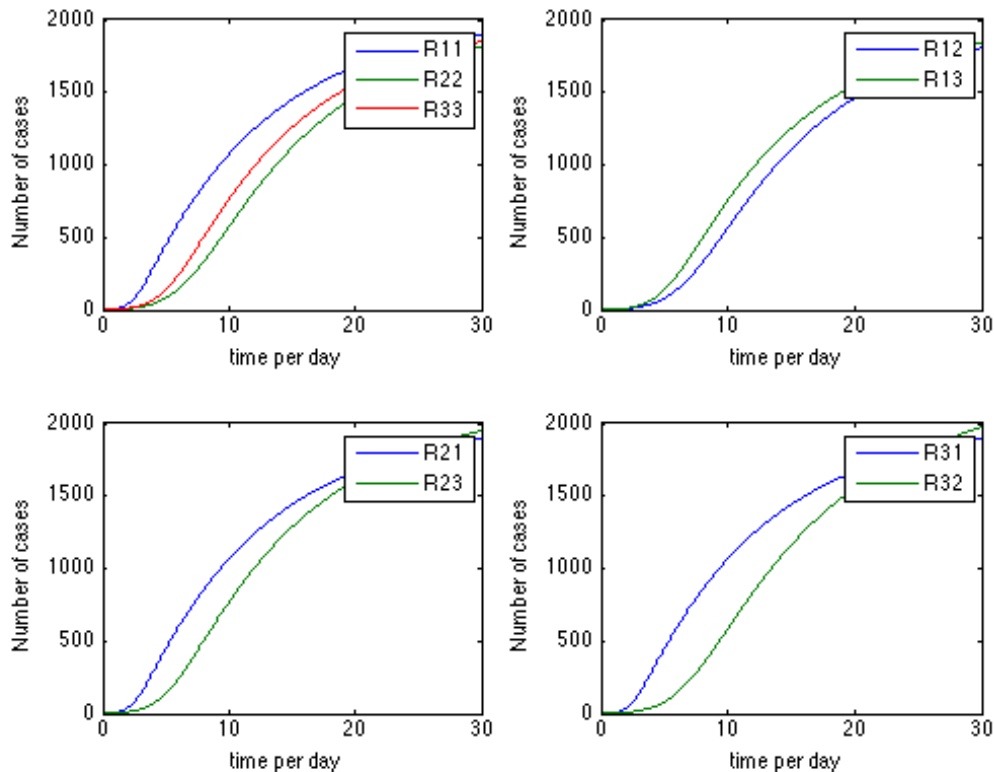 2000
1500
1000
500
0
Number of cases
0 10 20 30
time per day
R11
R22
R33
2000
1500
1000
500
0
Number of cases
0 10 20 30
time per day
R12
R13
2000
1500
1000
500
0
Number of cases
0 10 20 30
time per day
R21
R23
2000
1500
1000
500
0
Number of cases
0 10 20 30
time per day
R31
R32